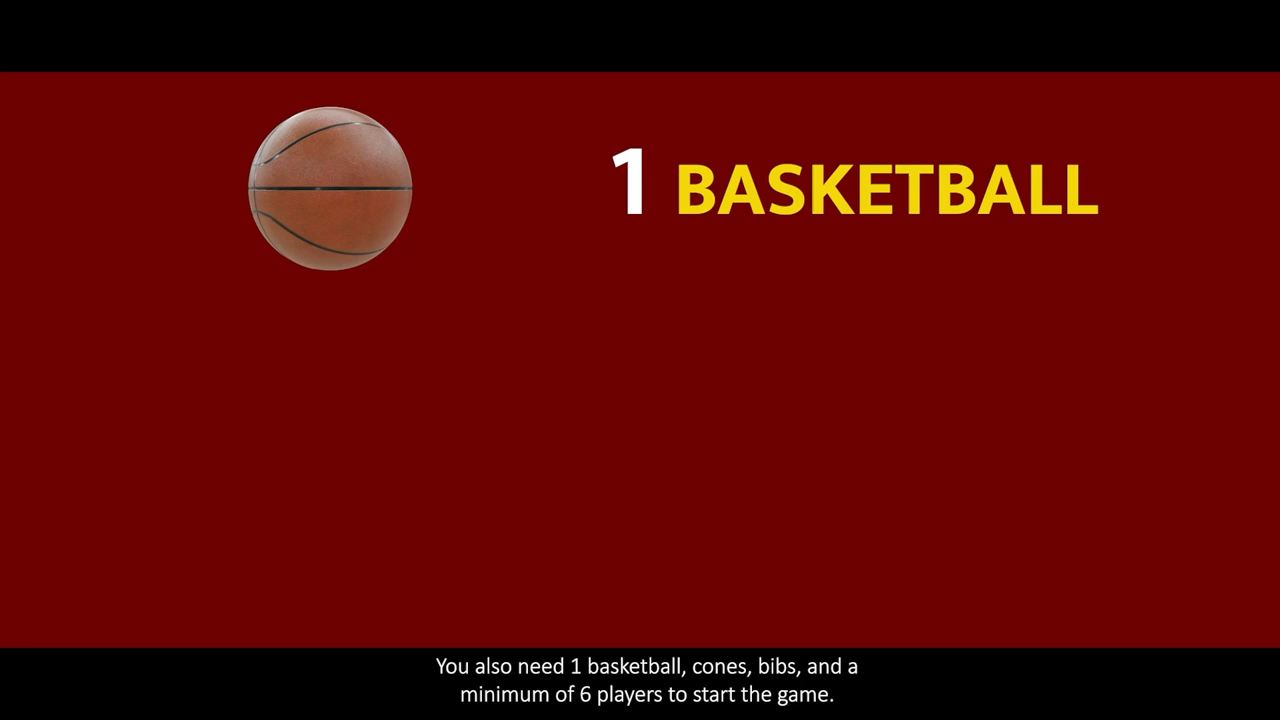 1 BASKETBALL
You also need 1 basketball, cones, bibs, and a
minimum of 6 players to start the game.